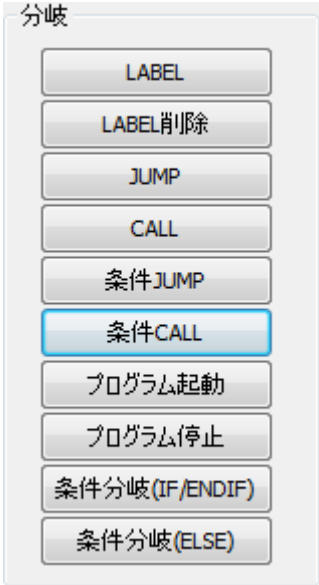 分岐
LABEL
LABEL削除
JUMP
CALL
条件JUMP
条件CALL
プログラム起動
プログラム停止
条件分岐(IF/ENDIF)
条件分岐(ELSE)